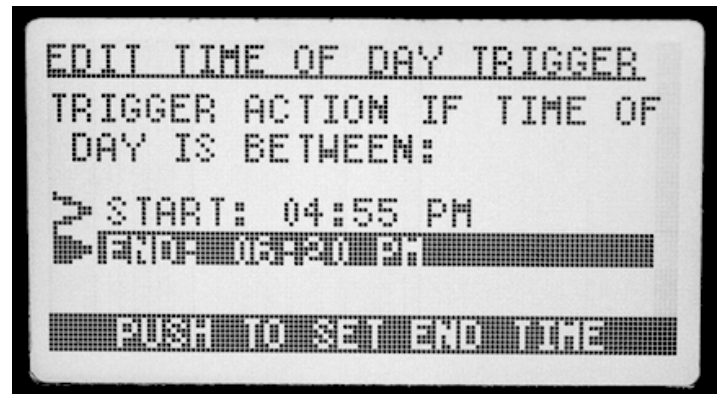 EDIT TIME OF DAY TRIGGER
TRIGGER ACTION IF TIME OF
DAY IS BETWEEN:
START: 04:55 PM
END: 06:20 PM
PUSH TO SET END TIME